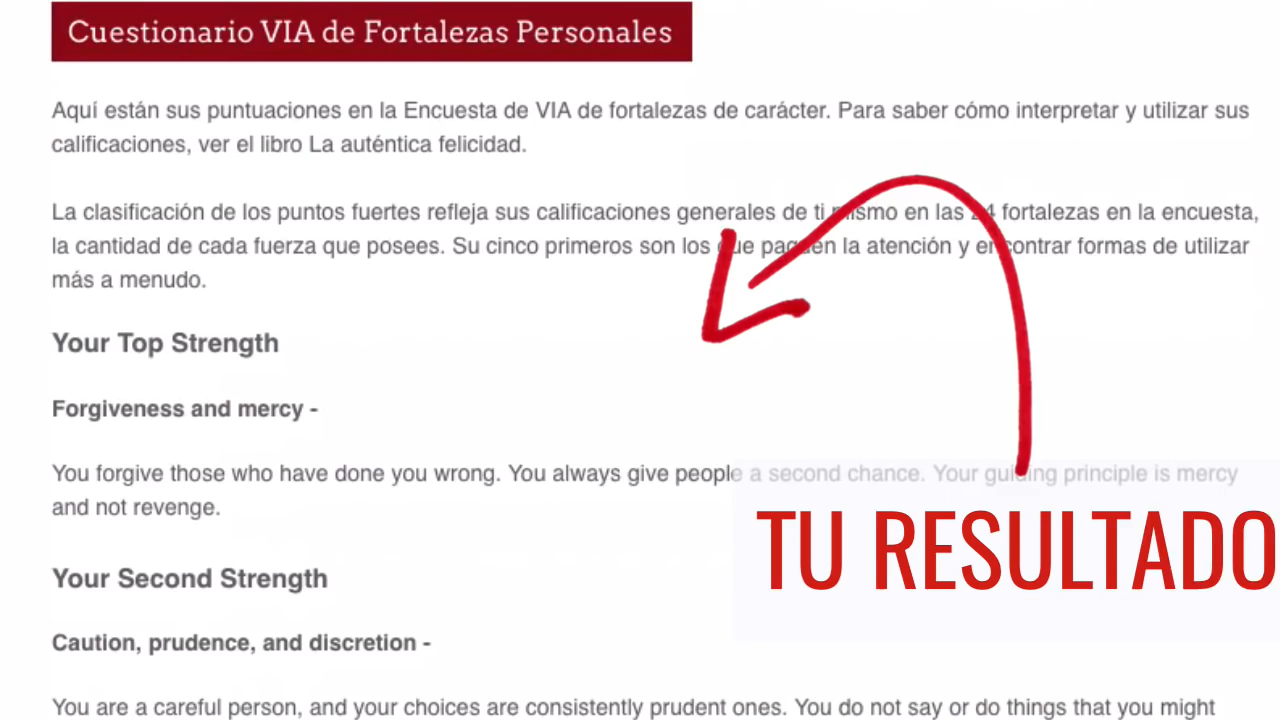 Cuestionario VIA de Fortalezas Personales
Aquí están sus puntuaciones en la Encuesta de VIA de fortalezas de carácter. Para saber cómo interpretar y utilizar sus
calificaciones, ver el libro La auténtica felicidad.
La clasificación de los puntos fuertes refleja sus calificaciones generales de ti mismo en las 24 fortalezas en la encuesta,
la cantidad de cada fuerza que posees. Su cinco primeros son los que paguen la atención y encontrar formas de utilizar
más a menudo.
Your Top Strength
Forgiveness and mercy -
You forgive those who have done you wrong. You always give people a second chance. Your guiding principle is mercy
and not revenge.
TU RESULTADO
Your Second Strength
Caution, prudence, and discretion -
You are a careful person, and your choices are consistently prudent ones. You do not say or do things that you might